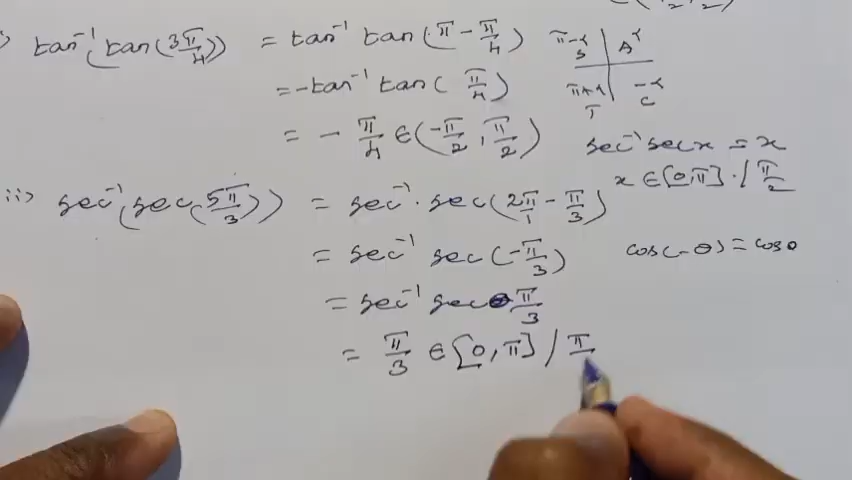 tan⁻¹(tan(3π/4)) = tan⁻¹ tan(π - π/4)
= -tan⁻¹ tan(π/4)
= - π/4 ∈ (-π/2, π/2)
π-α S | A α
π+α T | -α C
sec⁻¹ sec x = x
x ∈ [0, π] · / π/2
ii) sec⁻¹(sec(5π/3)) = sec⁻¹ · sec(2π/1 - π/3)
= sec⁻¹ sec(-π/3)
cos(-θ) = cos θ
= sec⁻¹ sec π/3
= π/3 ∈ [0, π] / π